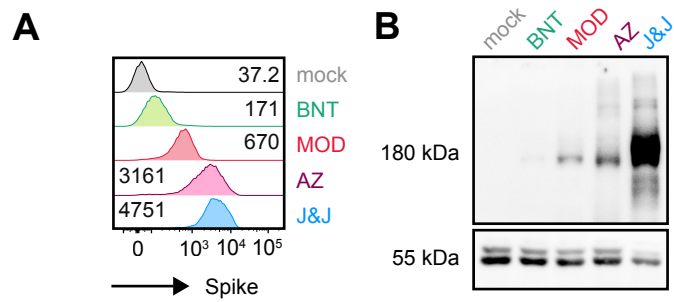 A
37.2 mock
171 BNT
670 MOD
3161 AZ
4751 J&J
0 10³ 10⁴ 10⁵
Spike
B
mock BNT MOD AZ J&J
180 kDa
55 kDa